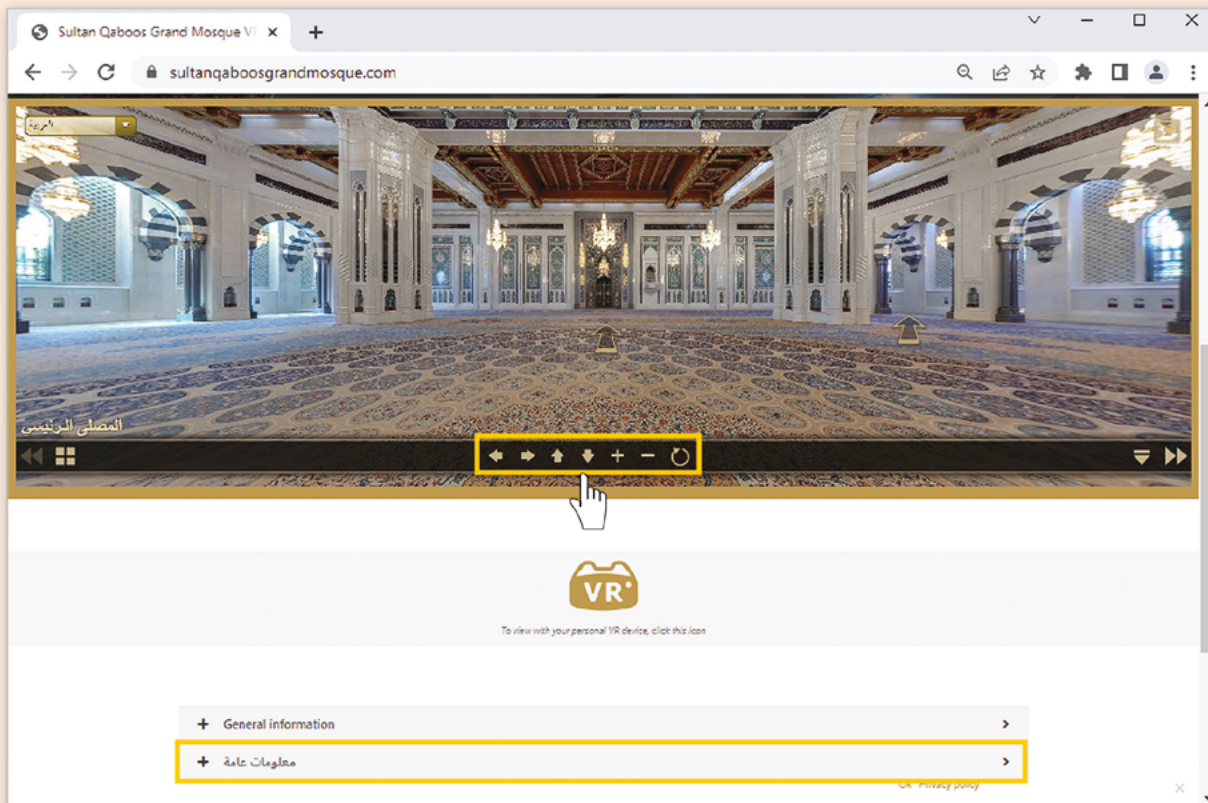 Sultan Qaboos Grand Mosque V
sultanqaboosgrandmosque.com
العربية
المصلى الرئيسي
VR
To view with your personal VR device, click this icon
General information
معلومات عامة
Ok Privacy policy